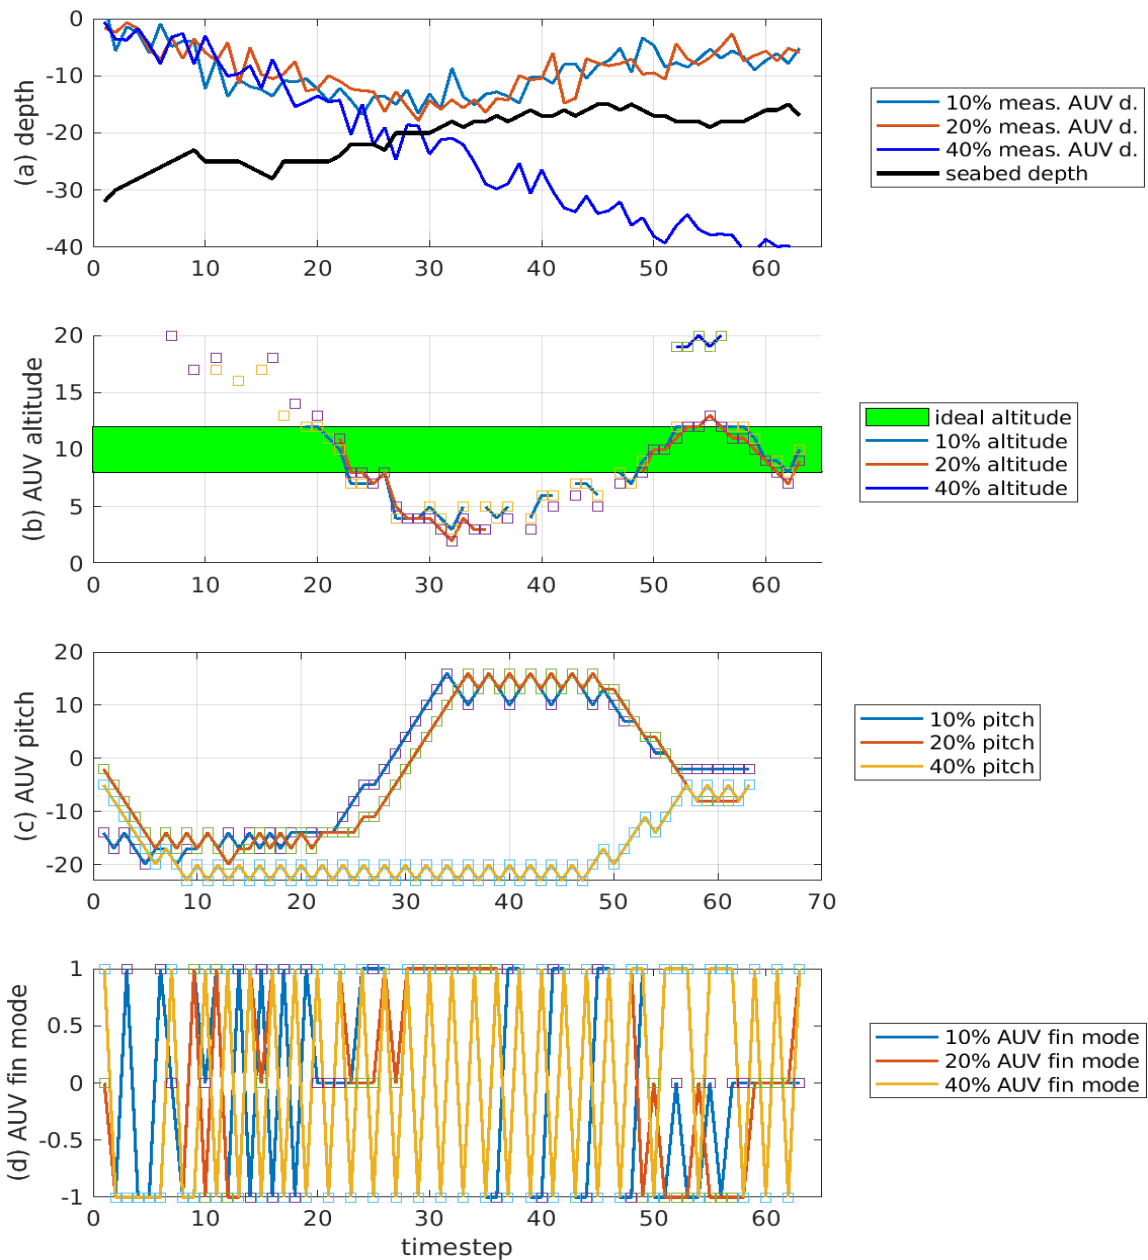 0
-10
-20
-30
-40
(a) depth
0 10 20 30 40 50 60
10% meas. AUV d.
20% meas. AUV d.
40% meas. AUV d.
seabed depth
20
15
10
5
0
(b) AUV altitude
0 10 20 30 40 50 60
ideal altitude
10% altitude
20% altitude
40% altitude
20
10
0
-10
-20
(c) AUV pitch
0 10 20 30 40 50 60 70
10% pitch
20% pitch
40% pitch
1
0.5
0
-0.5
-1
(d) AUV fin mode
0 10 20 30 40 50 60
timestep
10% AUV fin mode
20% AUV fin mode
40% AUV fin mode